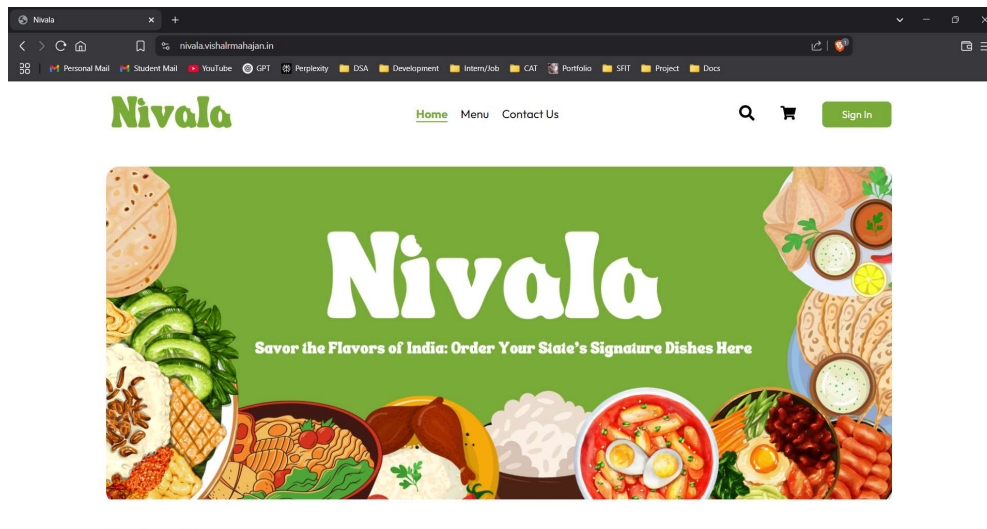 Nivala
nivala.vishalrmahajan.in
Personal Mail Student Mail YouTube GPT Perplexity DSA Development Intern/Job CAT Portfolio SFIT Project Docs
Nivala Home Menu Contact Us Sign In
Nivala
Savor the Flavors of India: Order Your State's Signature Dishes Here